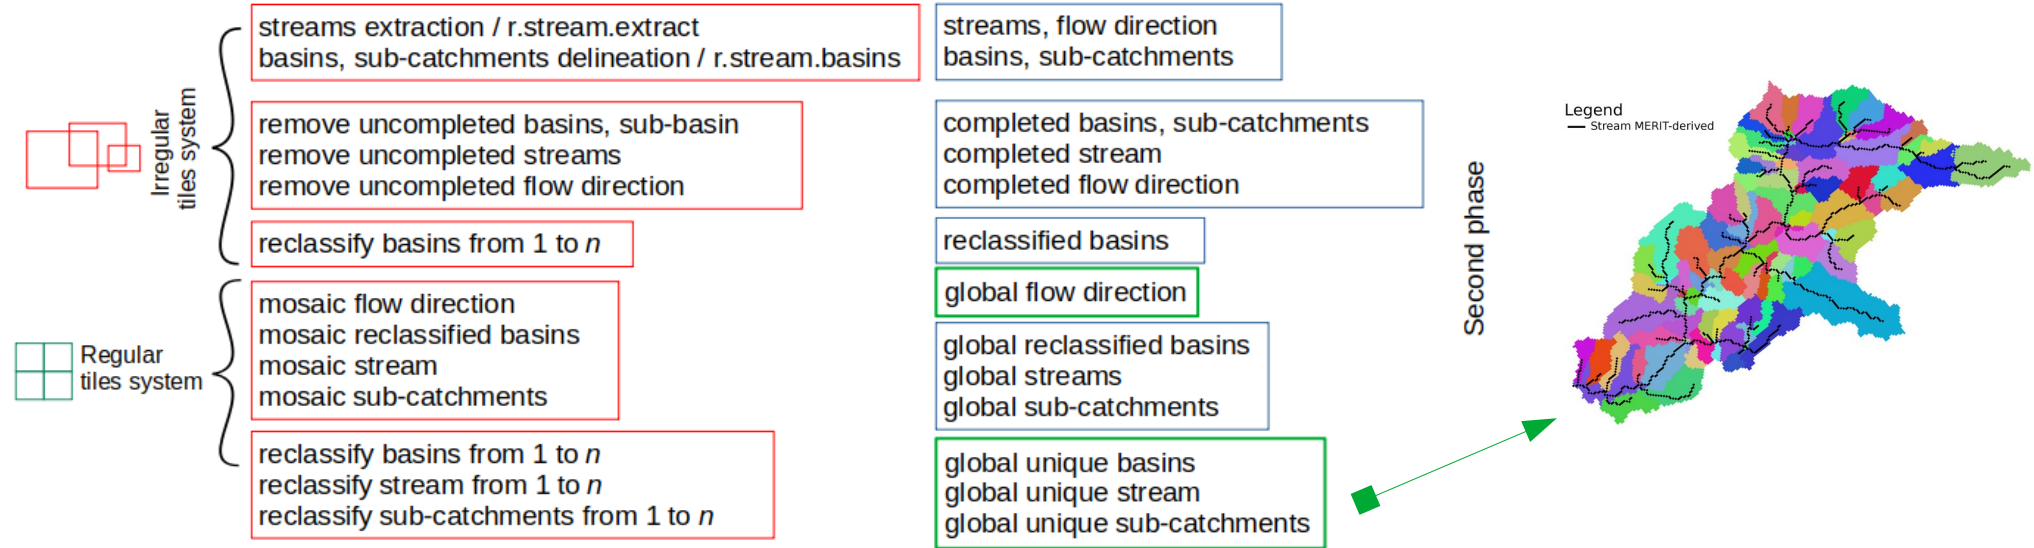 Irregular
tiles system
streams extraction / r.stream.extract
basins, sub-catchments delineation / r.stream.basins
remove uncompleted basins, sub-basin
remove uncompleted streams
remove uncompleted flow direction
reclassify basins from 1 to n
Regular
tiles system
mosaic flow direction
mosaic reclassified basins
mosaic stream
mosaic sub-catchments
reclassify basins from 1 to n
reclassify stream from 1 to n
reclassify sub-catchments from 1 to n
streams, flow direction
basins, sub-catchments
completed basins, sub-catchments
completed stream
completed flow direction
reclassified basins
global flow direction
global reclassified basins
global streams
global sub-catchments
global unique basins
global unique stream
global unique sub-catchments
Second phase
Legend
Stream MERIT-derived